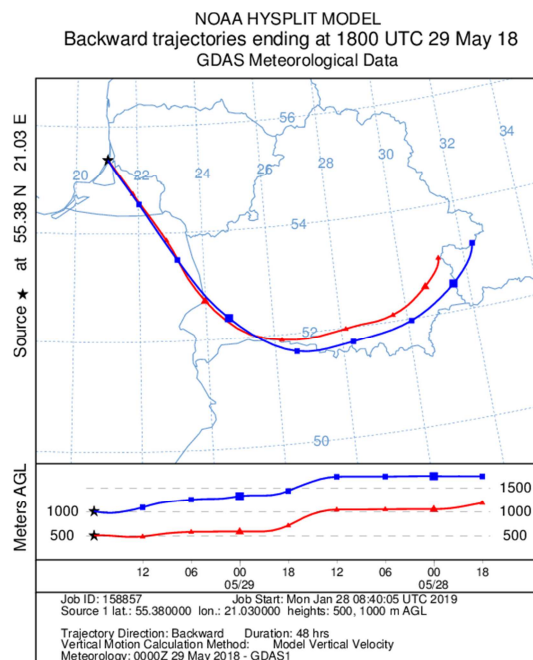 NOAA HYSPLIT MODEL
Backward trajectories ending at 1800 UTC 29 May 18
GDAS Meteorological Data
Source ★ at 55.38 N 21.03 E
56
32
34
30
28
26
24
22
20
54
52
50
Meters AGL
1500
1000
1000
500
500
12 06 00 18 12 06 00 18
05/29 05/28
Job ID: 158857 Job Start: Mon Jan 28 08:40:05 UTC 2019
Source 1 lat.: 55.380000 lon.: 21.030000 heights: 500, 1000 m AGL
Trajectory Direction: Backward Duration: 48 hrs
Vertical Motion Calculation Method: Model Vertical Velocity
Meteorology: 0000Z 29 May 2018 - GDAS1